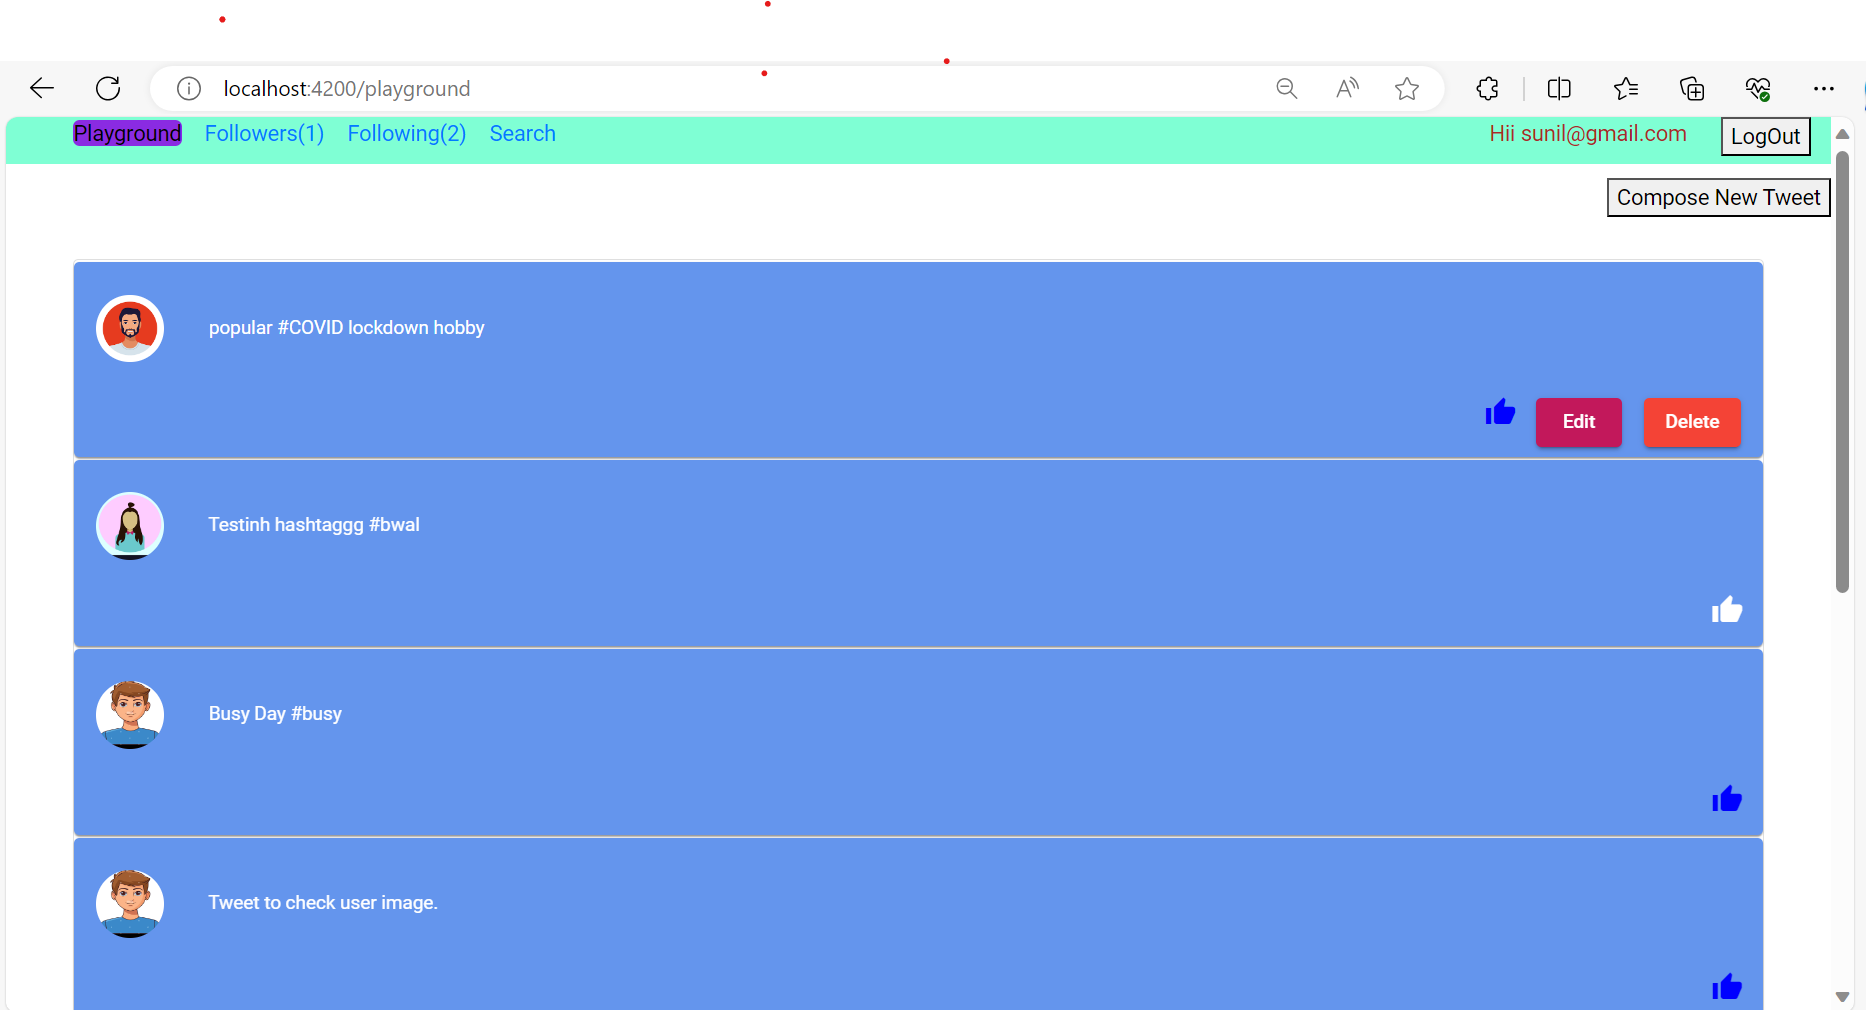 localhost:4200/playground
Playground Followers(1) Following(2) Search Hii sunil@gmail.com LogOut
Compose New Tweet
popular #COVID lockdown hobby
Edit Delete
Testinh hashtaggg #bwal
Busy Day #busy
Tweet to check user image.